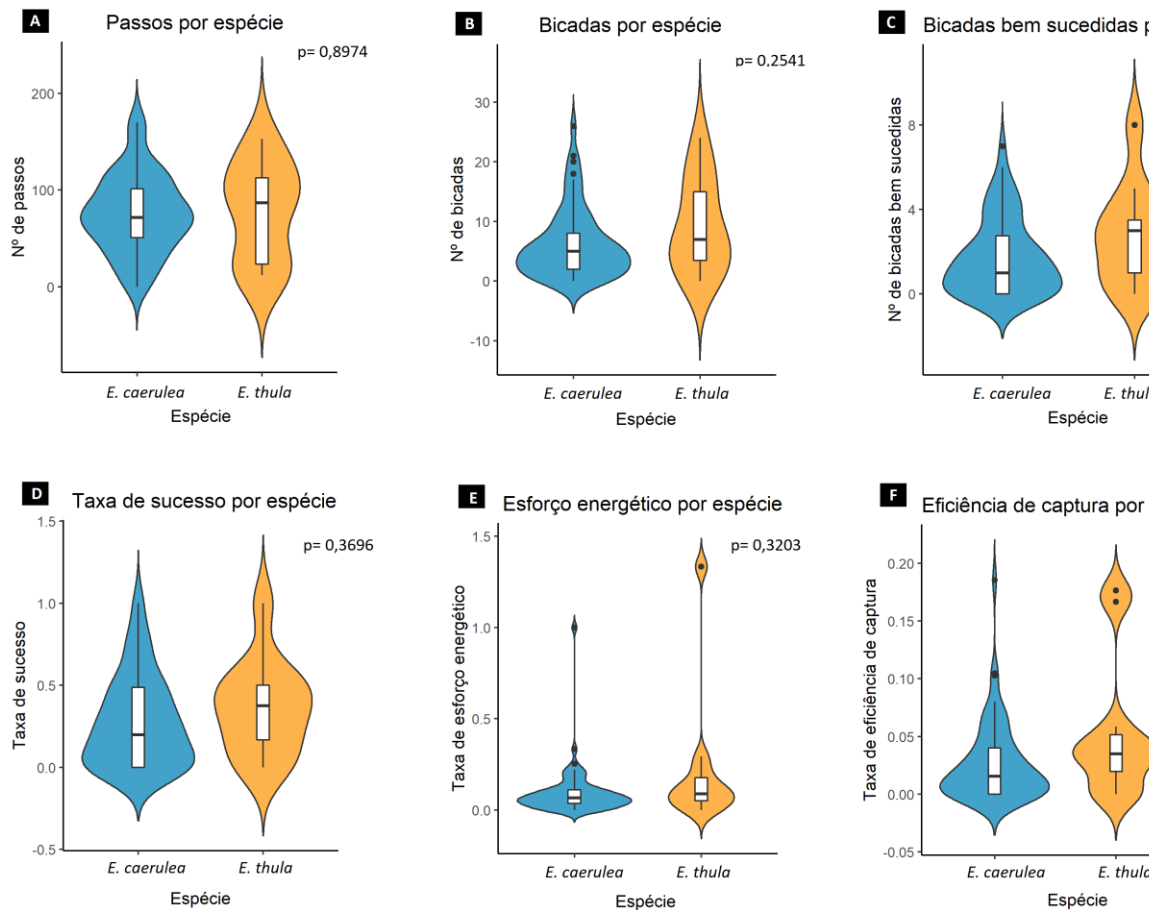 A Passos por espécie
p= 0,8974
Nº de passos
200
100
0
E. caerulea E. thula
Espécie
B Bicadas por espécie
p= 0,2541
Nº de bicadas
30
20
10
0
-10
E. caerulea E. thula
Espécie
C Bicadas bem sucedidas p
Nº de bicadas bem sucedidas
8
4
0
E. caerulea E. thul
Espécie
D Taxa de sucesso por espécie
p= 0,3696
Taxa de sucesso
1.5
1.0
0.5
0.0
-0.5
E. caerulea E. thula
Espécie
E Esforço energético por espécie
p= 0,3203
Taxa de esforço energético
1.5
1.0
0.5
0.0
E. caerulea E. thula
Espécie
F Eficiência de captura por
Taxa de eficiência de captura
0.20
0.15
0.10
0.05
0.00
-0.05
E. caerulea E. thula
Espécie